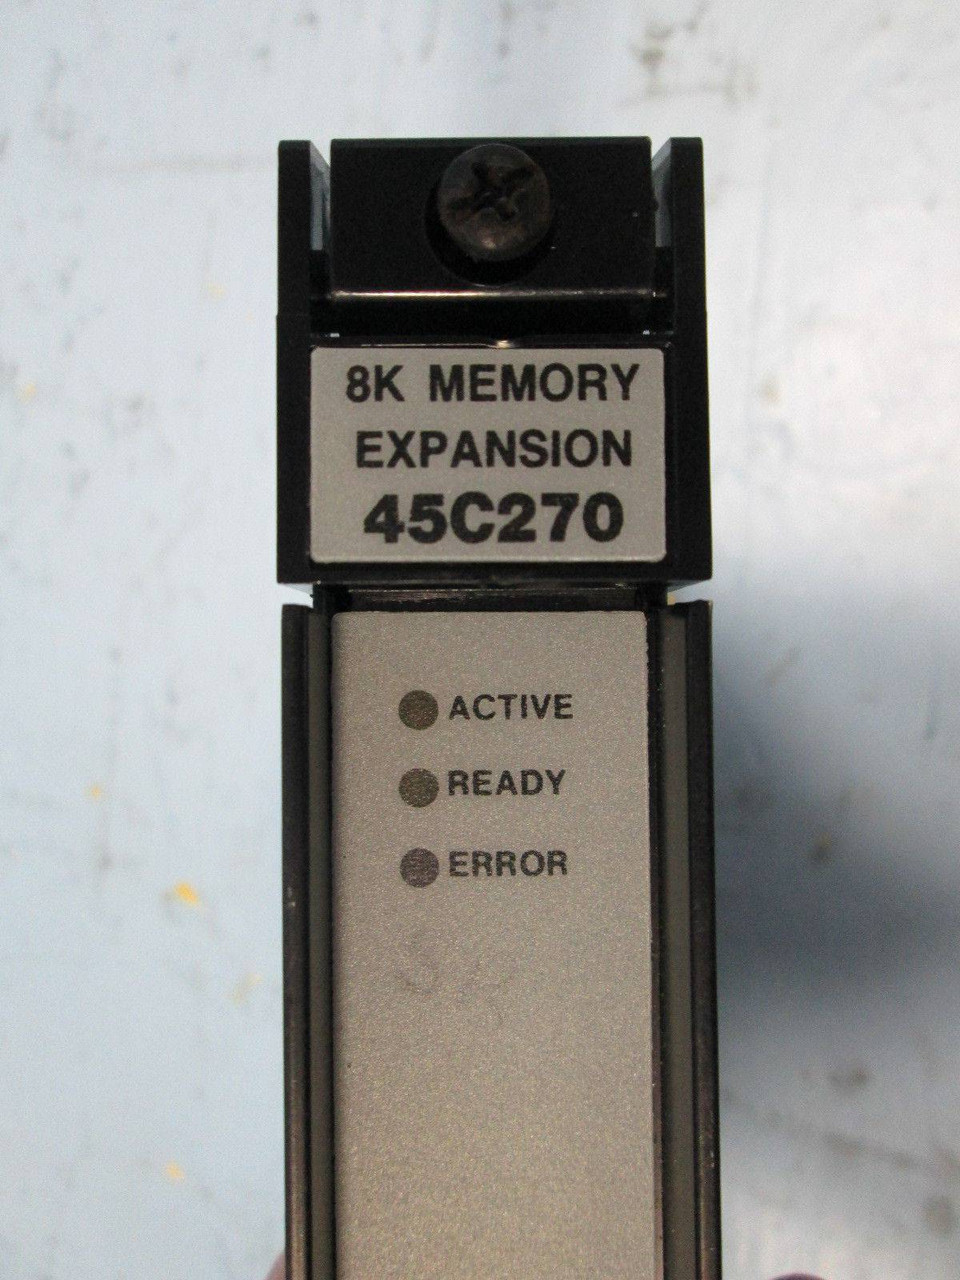 8K MEMORY
EXPANSION
45C270
ACTIVE
READY
ERROR